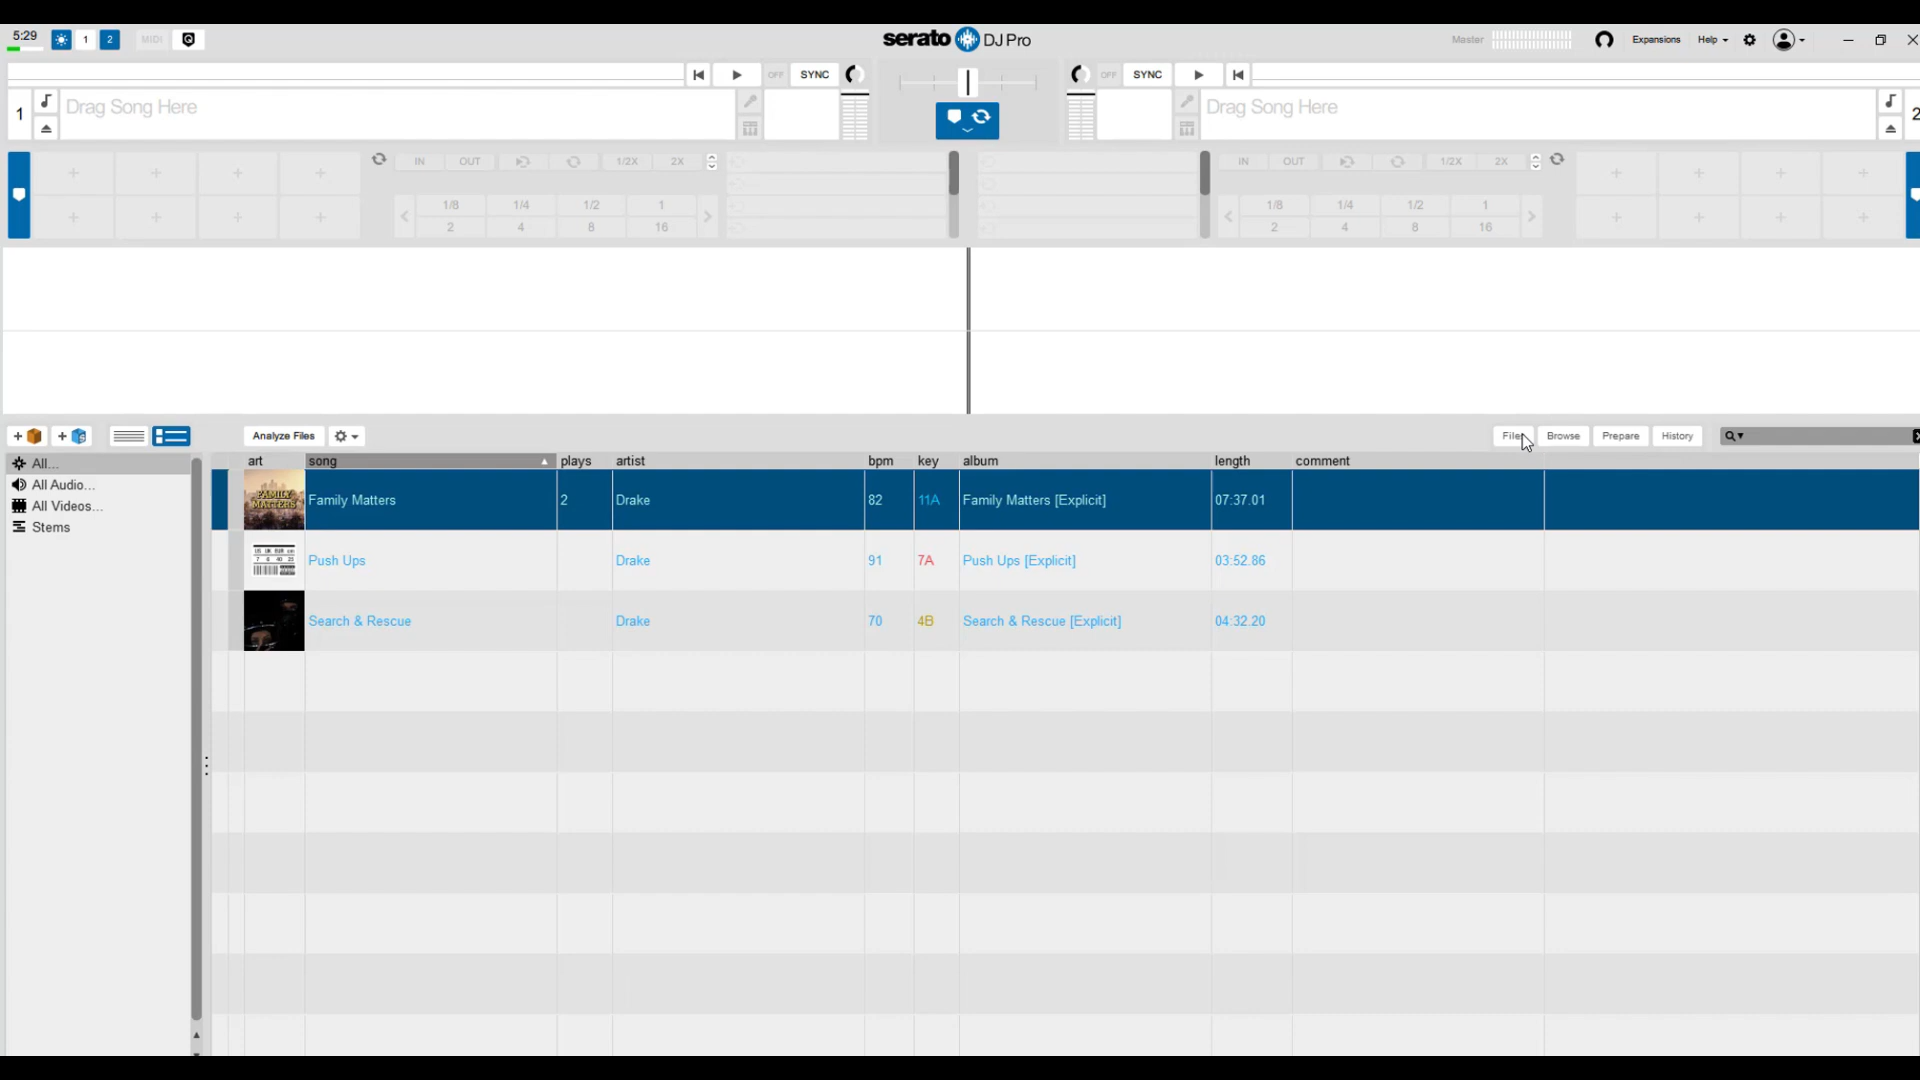 5:29 1 2 MIDI serato DJ Pro Master Expansions Help
OFF SYNC OFF SYNC
1 Drag Song Here Drag Song Here 2
IN OUT 1/2X 2X IN OUT 1/2X 2X
1/8 1/4 1/2 1 1/8 1/4 1/2 1
2 4 8 16 2 4 8 16
Analyze Files Files Browse Prepare History
All... art song plays artist bpm key album length comment
All Audio...
All Videos...
Stems
FAMILY MATTERS Family Matters 2 Drake 82 11A Family Matters [Explicit] 07:37.01
Push Ups Drake 91 7A Push Ups [Explicit] 03:52.86
Search & Rescue Drake 70 4B Search & Rescue [Explicit] 04:32.20